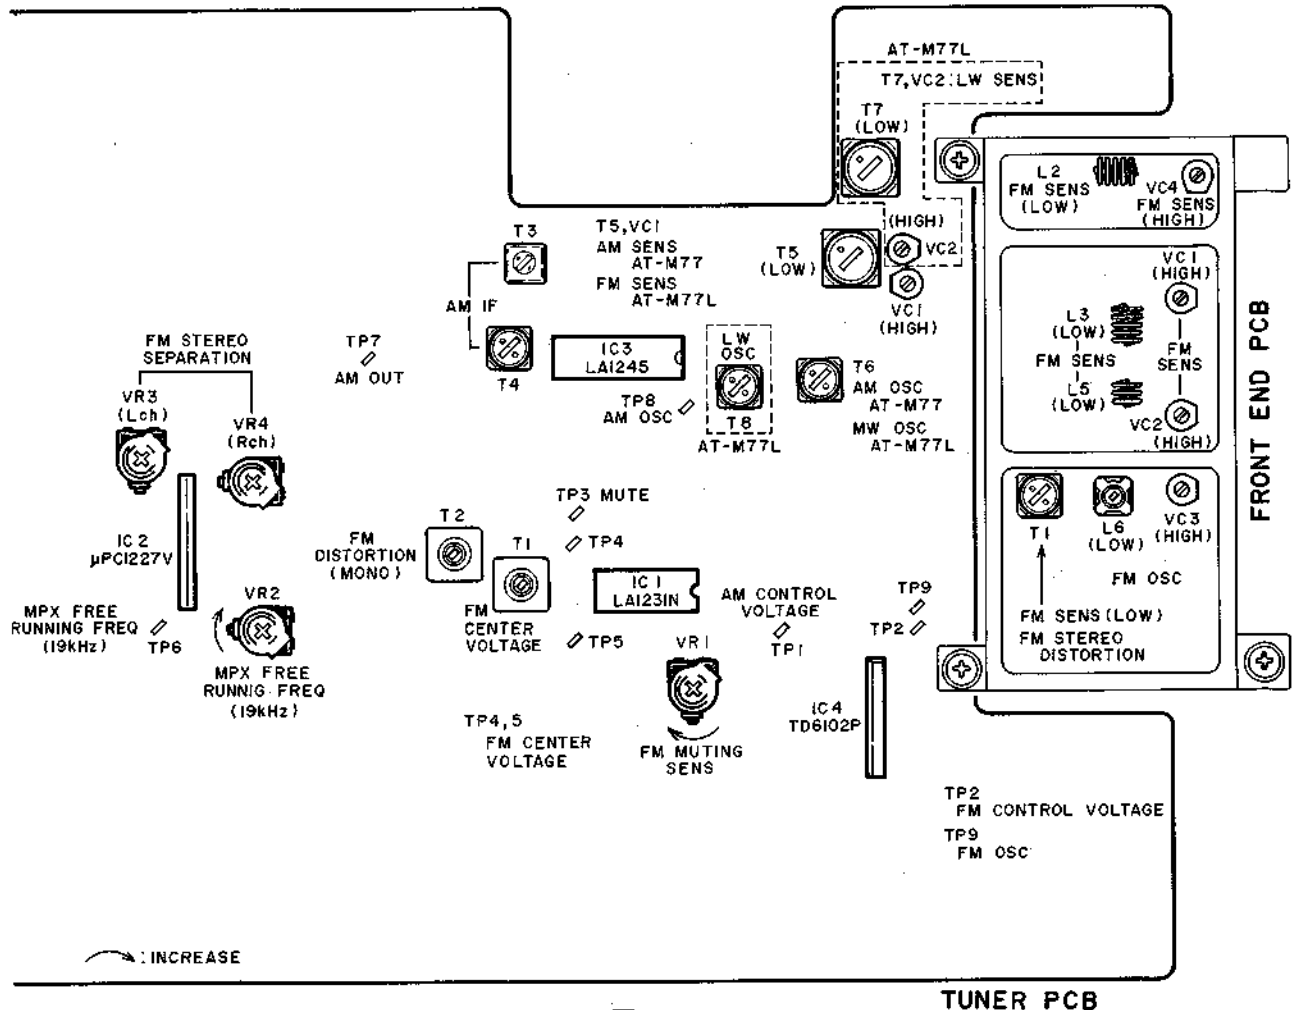 AT-M77L
T7,VC2:LW SENS
T7
(LOW)
L2
FM SENS
(LOW)
VC4
FM SENS
(HIGH)
T3
T5,VC1
AM SENS
AT-M77
FM SENS
AT-M77L
T5
(LOW)
(HIGH)
VC2
VC1
(HIGH)
VC1
(HIGH)
L3
(LOW)
FM SENS
L5
(LOW)
FM
SENS
VC2
(HIGH)
AM IF
FM STEREO
SEPARATION
TP7
AM OUT
T4
IC3
LA1245
LW
OSC
T8
AT-M77L
T6
AM OSC
AT-M77
MW OSC
AT-M77L
TP8
AM OSC
VR3
(Lch)
VR4
(Rch)
FRONT END PCB
TP3 MUTE
T2
FM
DISTORTION
(MONO)
T1
TP4
T1
L6
(LOW)
VC3
(HIGH)
FM OSC
IC2
μPC1227V
IC1
LA1231N
AM CONTROL
VOLTAGE
TP9
TP2
FM SENS (LOW)
FM STEREO
DISTORTION
VR2
MPX FREE
RUNNING FREQ
(19kHz)
TP6
FM
CENTER
VOLTAGE
TP5
VR1
TP1
MPX FREE
RUNNIG FREQ
(19kHz)
TP4,5
FM CENTER
VOLTAGE
FM MUTING
SENS
IC4
TD6102P
TP2
FM CONTROL VOLTAGE
TP9
FM OSC
:INCREASE
TUNER PCB